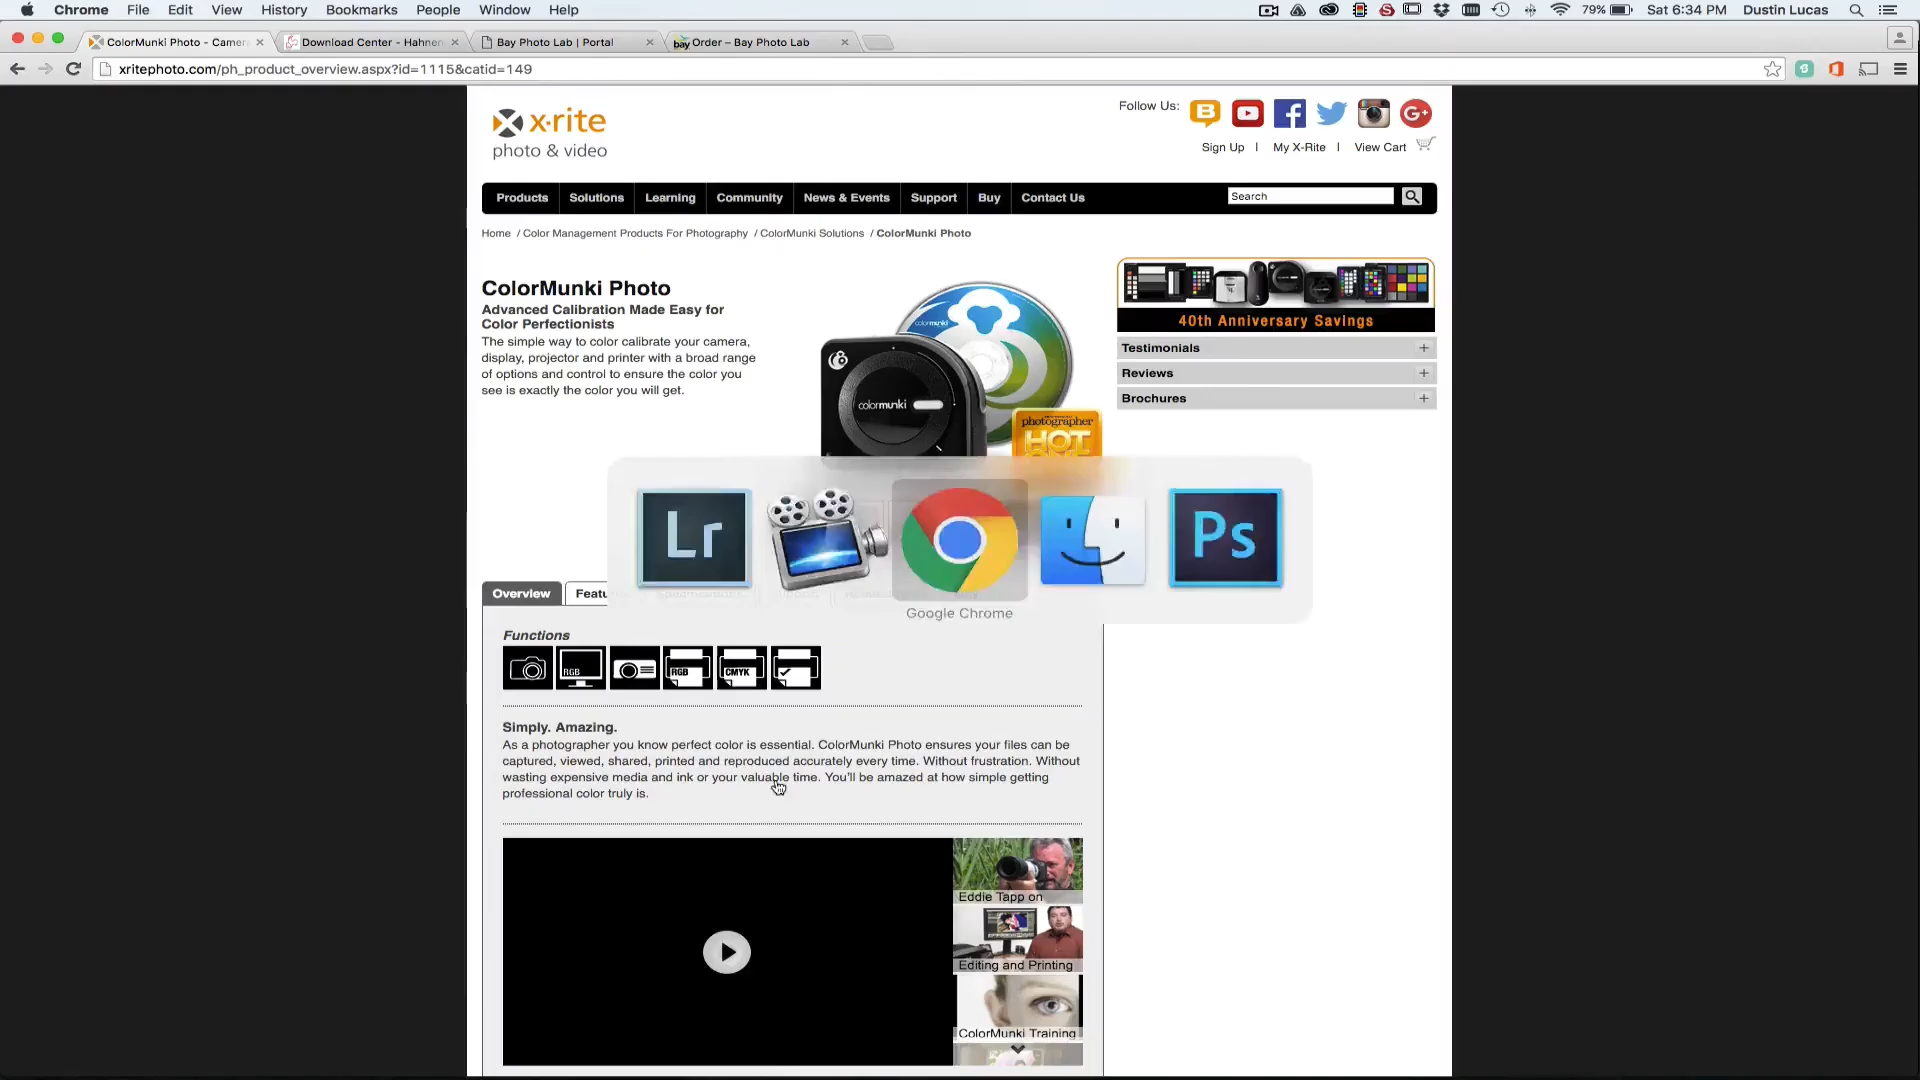 Chrome File Edit View History Bookmarks People Window Help 79% Sat 6:34 PM Dustin Lucas
ColorMunki Photo - Camer
Download Center - Hahnem
Bay Photo Lab | Portal
bay Order – Bay Photo Lab
xritephoto.com/ph_product_overview.aspx?id=1115&catid=149
x·rite
photo & video
Follow Us:
Sign Up | My X-Rite | View Cart
Products Solutions Learning Community News & Events Support Buy Contact Us Search
Home / Color Management Products For Photography / ColorMunki Solutions / ColorMunki Photo
ColorMunki Photo
Advanced Calibration Made Easy for
Color Perfectionists
The simple way to color calibrate your camera,
display, projector and printer with a broad range
of options and control to ensure the color you
see is exactly the color you will get.
colormunki
colormunki
photographer
HOT
40th Anniversary Savings
Testimonials
Reviews
Brochures
Lr
Ps
Google Chrome
Overview
Featu
Functions
RGB
RGB
CMYK
Simply. Amazing.
As a photographer you know perfect color is essential. ColorMunki Photo ensures your files can be
captured, viewed, shared, printed and reproduced accurately every time. Without frustration. Without
wasting expensive media and ink or your valuable time. You'll be amazed at how simple getting
professional color truly is.
Eddie Tapp on
Editing and Printing
ColorMunki Training